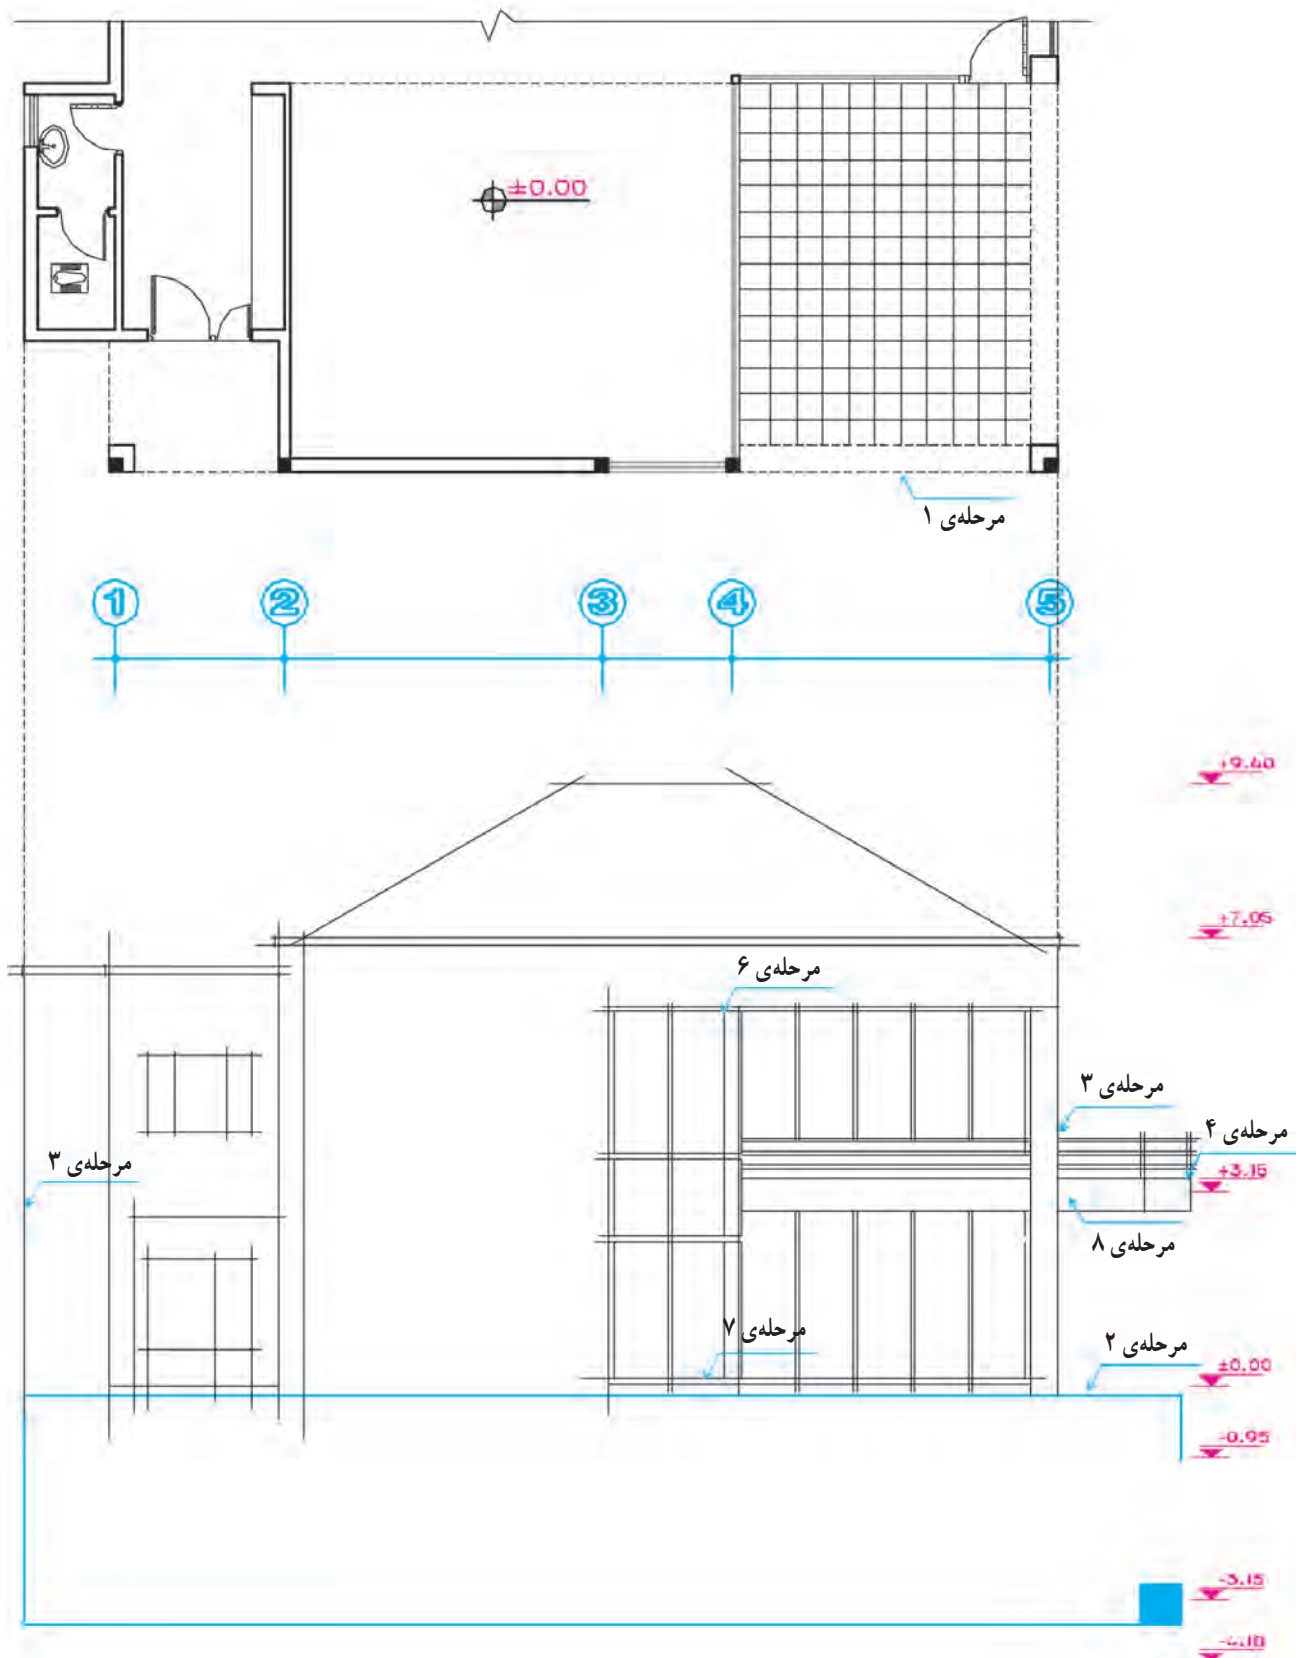 ±0.00
مرحله‌ی ۱
1 2 3 4 5
+9.40
+7.05
مرحله‌ی ۶
مرحله‌ی ۳
مرحله‌ی ۴
مرحله‌ی ۳
+3.15
مرحله‌ی ۸
مرحله‌ی ۷
مرحله‌ی ۲
±0.00
-0.95
-3.15